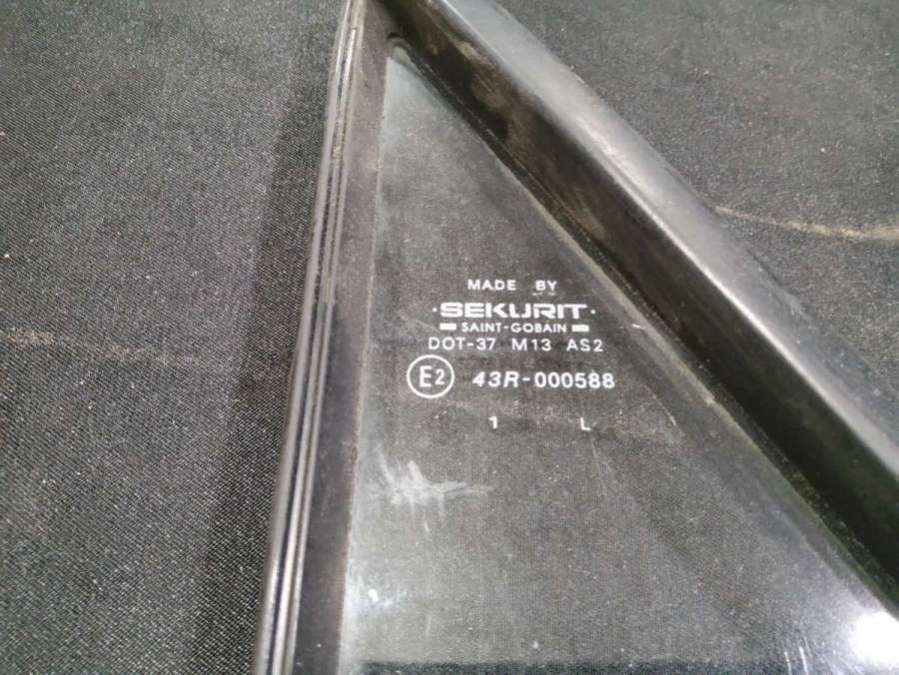 MADE BY
·SEKURIT·
SAINT-GOBAIN
DOT-37 M13 AS2
E2 43R-000588
1 L